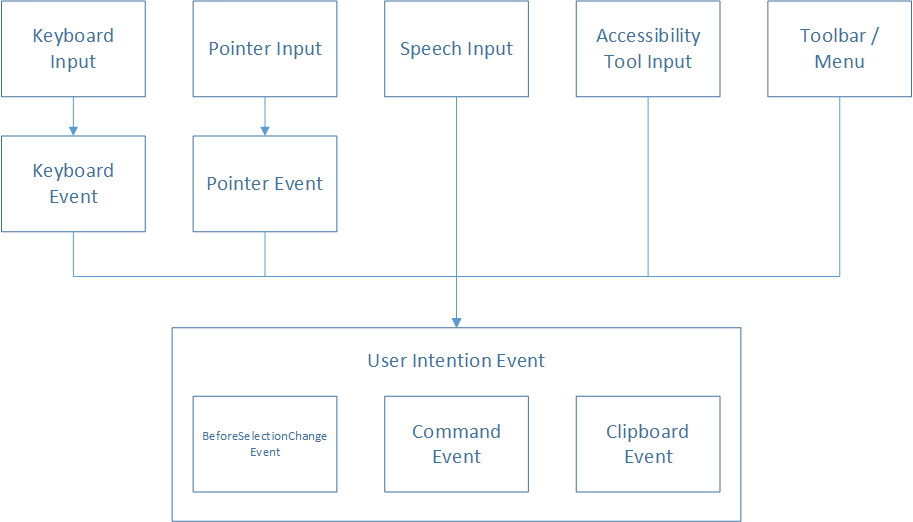 Keyboard
Input
Pointer Input
Speech Input
Accessibility
Tool Input
Toolbar /
Menu
Keyboard
Event
Pointer Event
User Intention Event
BeforeSelectionChange
Event
Command
Event
Clipboard
Event